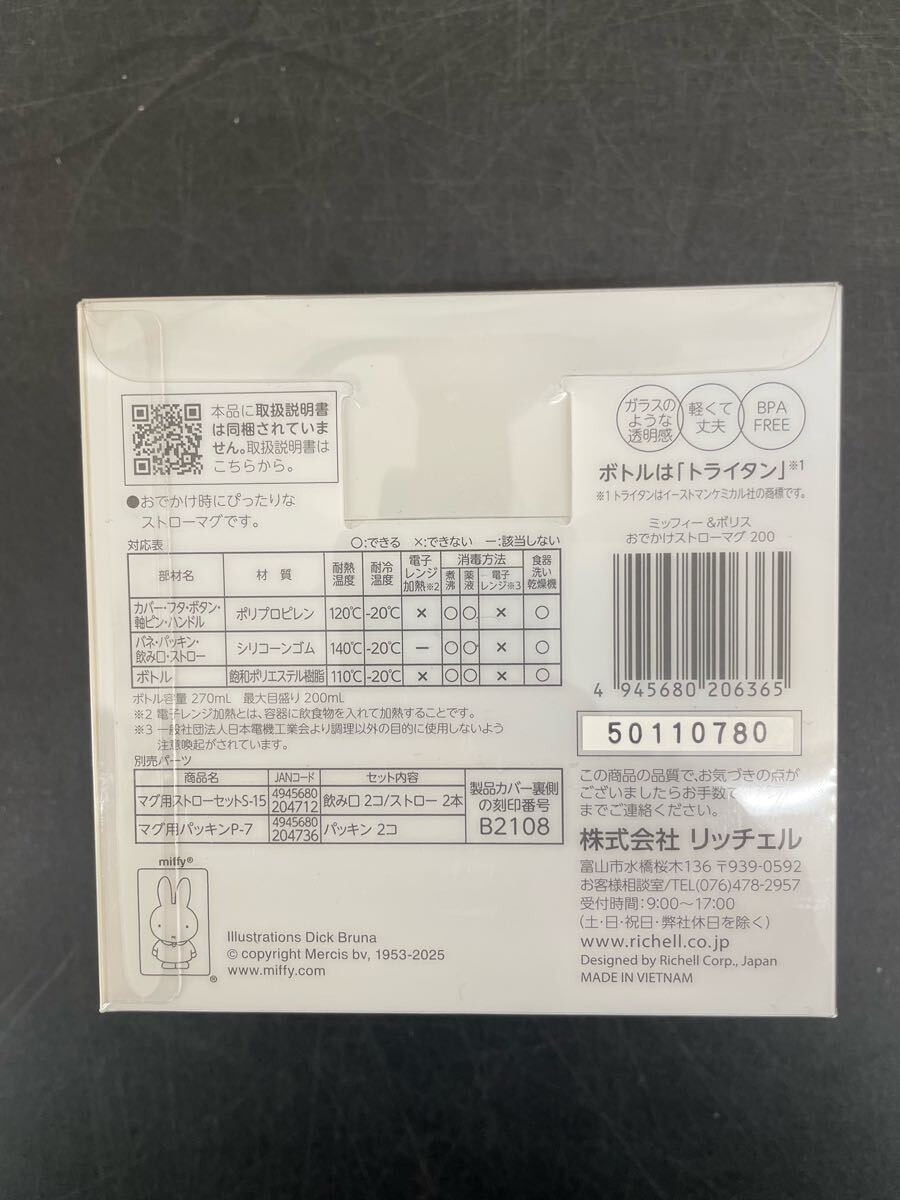 本品に取扱説明書
は同梱されていま
せん。取扱説明書は
こちらから。
●おでかけ時にぴったりな
ストローマグです。
対応表
○:できる ×:できない ー:該当しない
部材名 材質 耐熱温度 耐冷温度 電子レンジ加熱※2 消毒方法 煮沸 薬液 電子レンジ※3 食器洗い乾燥機
カバー・フタ・ボタン・軸ピン・ハンドル ポリプロピレン 120℃ -20℃ × ○ ○ × ○
バネ・パッキン・飲み口・ストロー シリコーンゴム 140℃ -20℃ ー ○ ○ × ○
ボトル 飽和ポリエステル樹脂 110℃ -20℃ × ○ ○ × ○
ボトル容量 270mL 最大目盛り 200mL
※2 電子レンジ加熱とは、容器に飲食物を入れて加熱することです。
※3 一般社団法人日本電機工業会より調理以外の目的に使用しないよう
注意喚起がされています。
別売パーツ
商品名 JANコード セット内容
マグ用ストローセットS-15 4945680 204712 飲み口 2コ/ストロー 2本
マグ用パッキンP-7 4945680 204736 パッキン 2コ
製品カバー裏側
の刻印番号
B2108
miffy®
®
Illustrations Dick Bruna
© copyright Mercis bv, 1953-2025
www.miffy.com
ガラスの
ような
透明感
軽くて
丈夫
BPA
FREE
ボトルは「トライタン」※1
※1 トライタンはイーストマンケミカル社の商標です。
ミッフィー &ボリス
おでかけストローマグ 200
4 945680 206365
50110780
この商品の品質で、お気づきの点が
ございましたらお手数で
までご連絡ください。
株式会社 リッチェル
富山市水橋桜木136 〒939-0592
お客様相談室/TEL(076)478-2957
受付時間:9:00～17:00
(土・日・祝日・弊社休日を除く)
www.richell.co.jp
Designed by Richell Corp., Japan
MADE IN VIETNAM